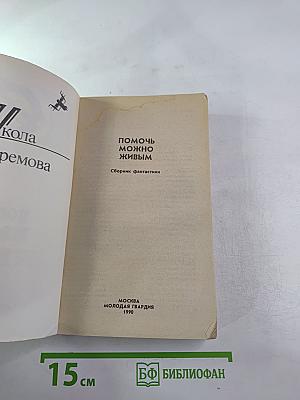 кола
ремова
ПОМОЧЬ
МОЖНО
ЖИВЫМ
Сборник фантастики
МОСКВА
МОЛОДАЯ ГВАРДИЯ
1990
15 см
БФ БИБЛИОФАН